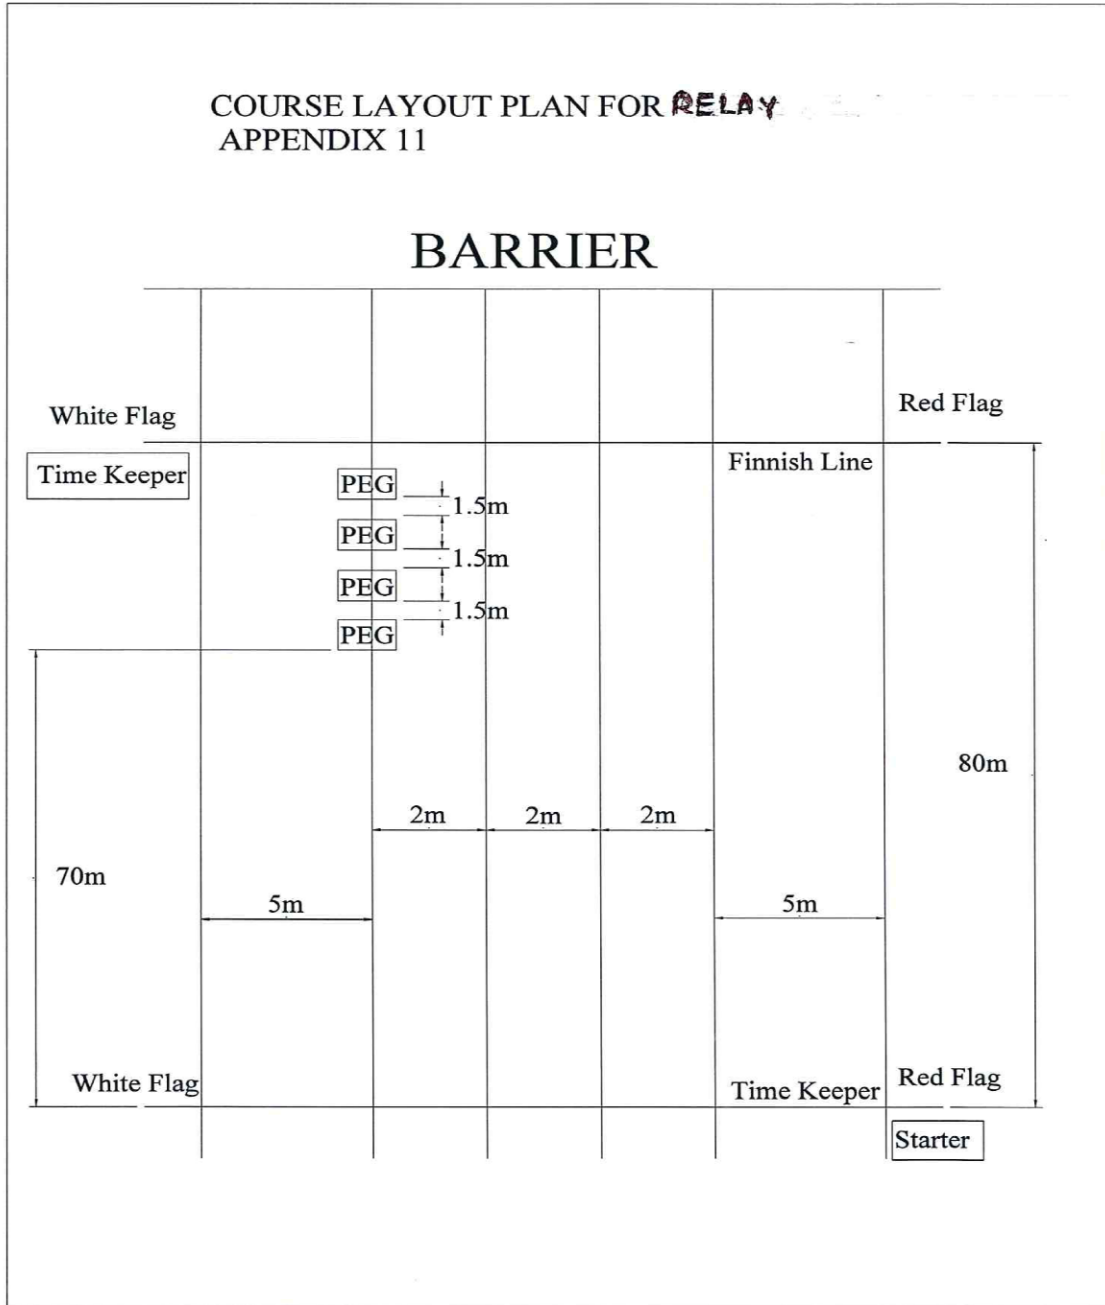 COURSE LAYOUT PLAN FOR RELAY
APPENDIX 11
BARRIER
White Flag
Red Flag
Time Keeper
Finnish Line
PEG
1.5m
PEG
1.5m
PEG
1.5m
PEG
80m
2m
2m
2m
70m
5m
5m
White Flag
Time Keeper
Red Flag
Starter